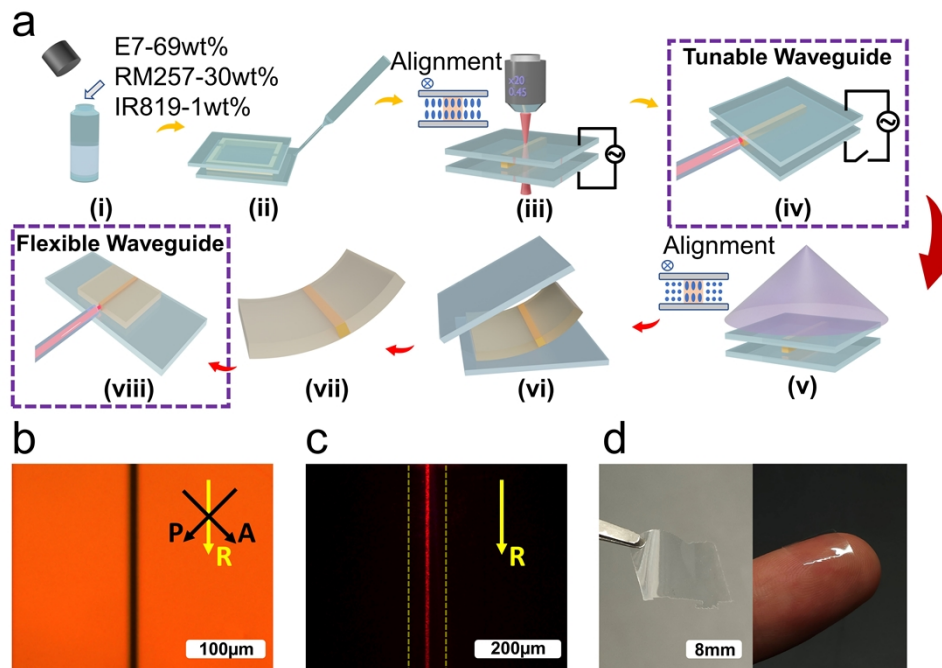 a
E7-69wt%
RM257-30wt%
IR819-1wt%
Alignment
x20
0.45
Tunable Waveguide
(i)
(ii)
(iii)
(iv)
Flexible Waveguide
Alignment
(viii)
(vii)
(vi)
(v)
b
c
d
P
A
R
100μm
R
200μm
8mm